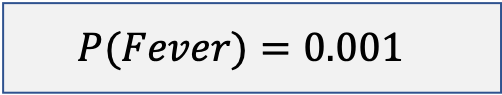 P(Fever) = 0.001